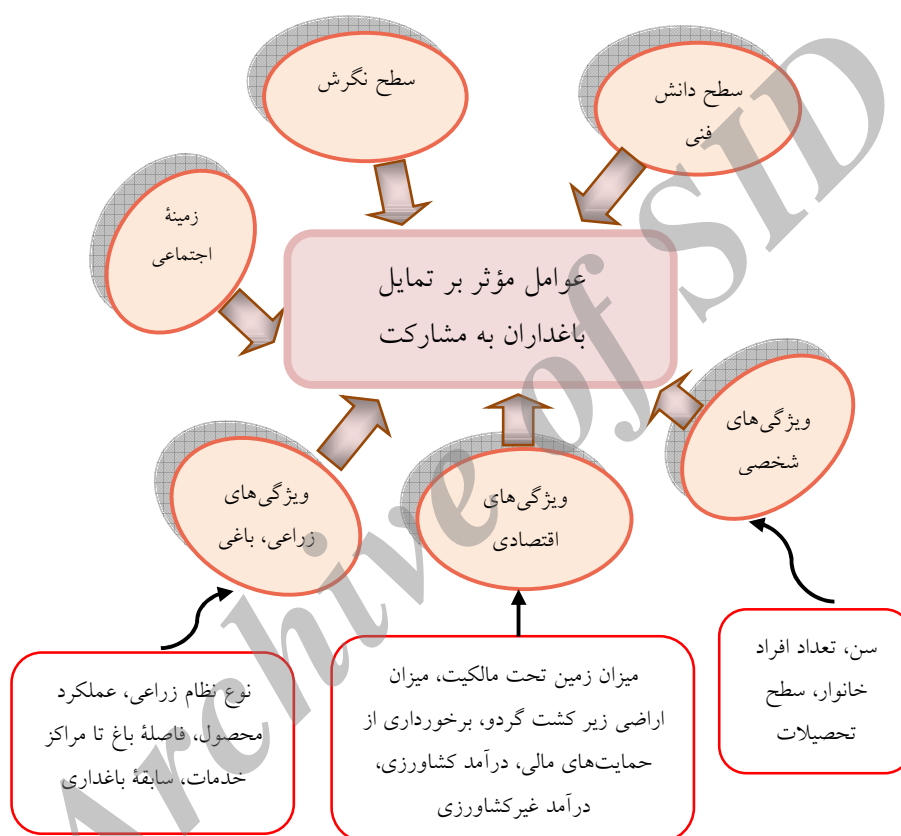 سطح نگرش
سطح دانش
فنی
زمینهٔ
اجتماعی
عوامل مؤثر بر تمایل
باغداران به مشارکت
ویژگی‌های
شخصی
ویژگی‌های
اقتصادی
ویژگی‌های
زراعی، باغی
سن، تعداد افراد
خانوار، سطح
تحصیلات
میزان زمین تحت مالکیت، میزان
اراضی زیر کشت گردو، برخورداری از
حمایت‌های مالی، درآمد کشاورزی،
درآمد غیرکشاورزی
نوع نظام زراعی، عملکرد
محصول، فاصلهٔ باغ تا مراکز
خدمات، سابقهٔ باغداری
Archive of SID